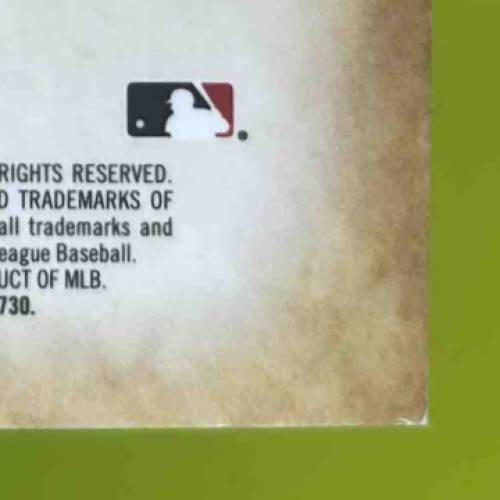 RIGHTS RESERVED.
D TRADEMARKS OF
all trademarks and
eague Baseball.
UCT OF MLB.
730.